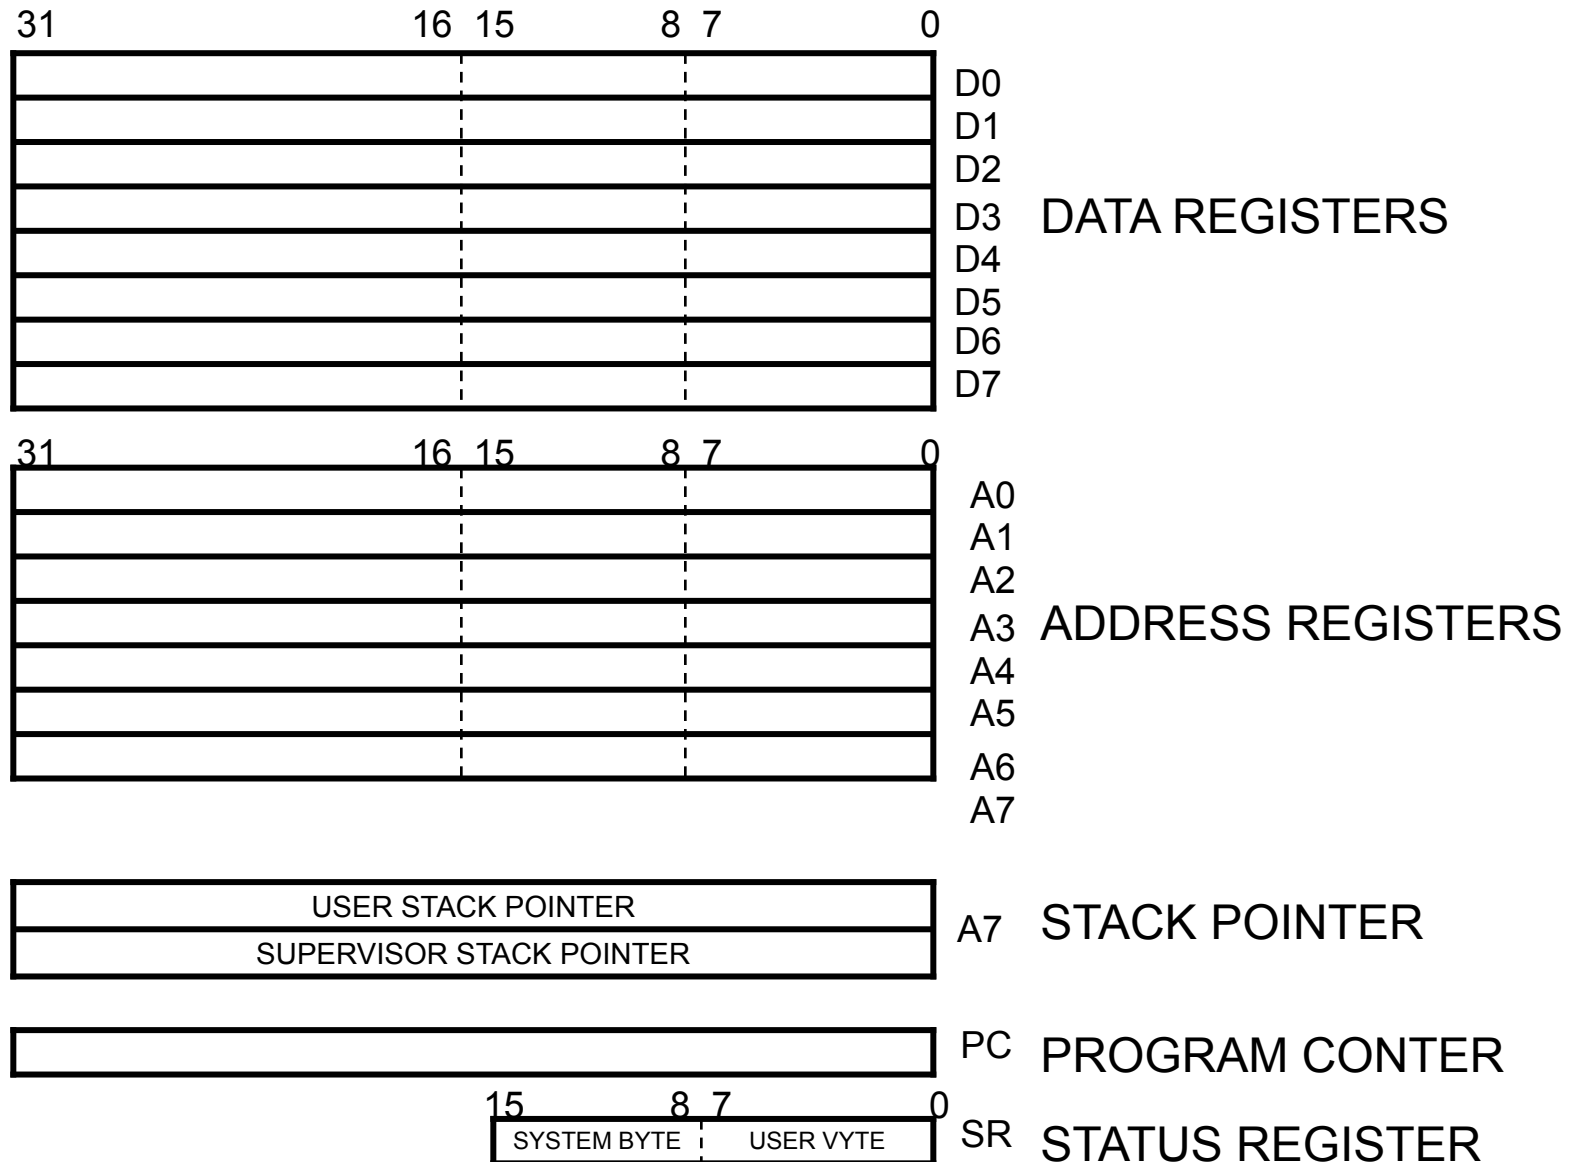 31 16 15 8 7 0
D0
D1
D2
D3 DATA REGISTERS
D4
D5
D6
D7
31 16 15 8 7 0
A0
A1
A2
A3 ADDRESS REGISTERS
A4
A5
A6
A7
USER STACK POINTER
SUPERVISOR STACK POINTER
A7 STACK POINTER
PC PROGRAM CONTER
15 8 7 0
SYSTEM BYTE USER VYTE SR STATUS REGISTER